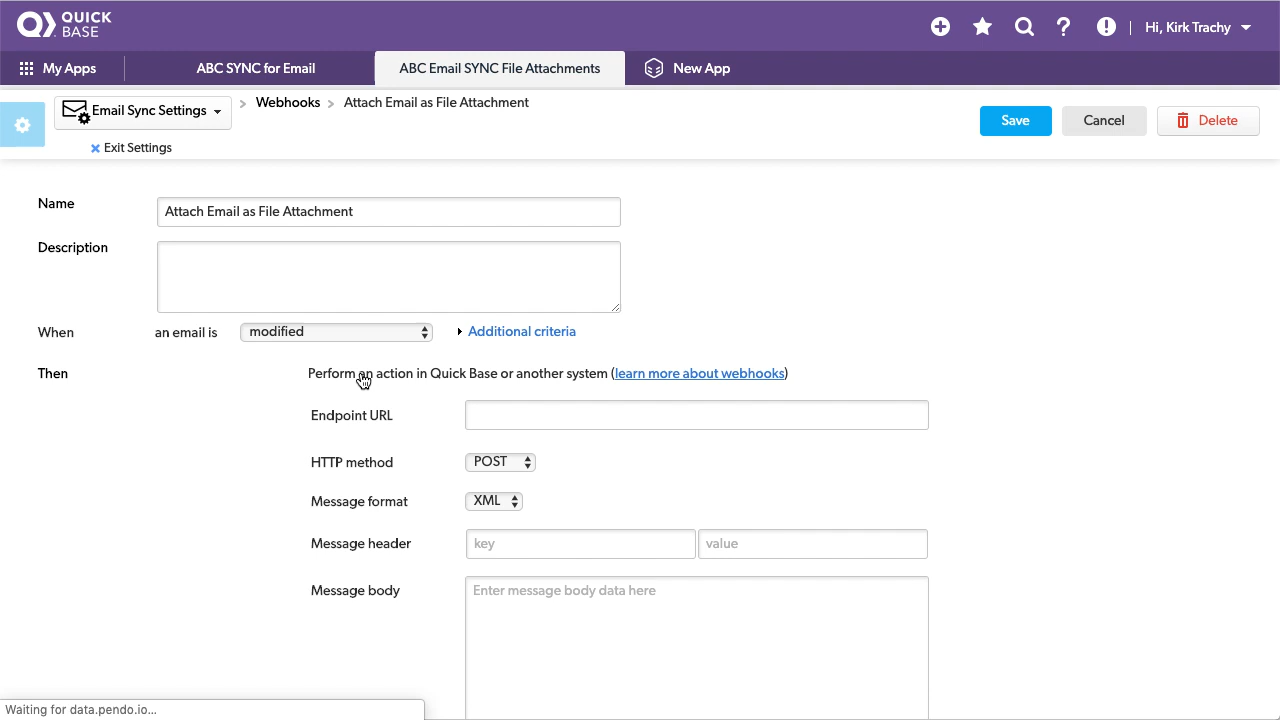 QUICK BASE
Hi, Kirk Trachy
My Apps
ABC SYNC for Email
ABC Email SYNC File Attachments
New App
Email Sync Settings
Webhooks
Attach Email as File Attachment
Save
Cancel
Delete
Exit Settings
Name
Attach Email as File Attachment
Description
When an email is modified Additional criteria
Then Perform an action in Quick Base or another system (learn more about webhooks)
Endpoint URL
HTTP method POST
Message format XML
Message header key value
Message body Enter message body data here
Waiting for data.pendo.io...